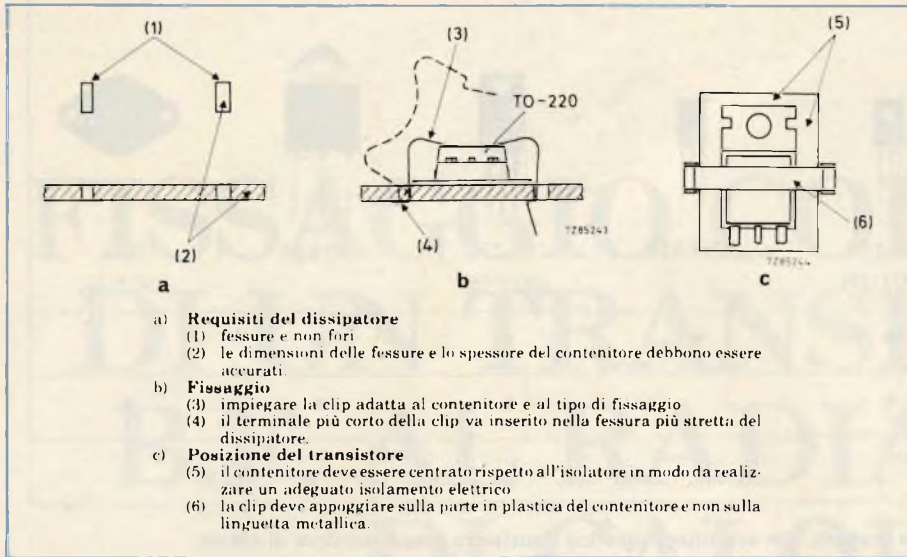 (1)
(2)
a
(3)
TO-220
(4)
7Z85243
b
(5)
(6)
7Z85244
c
a) Requisiti del dissipatore
(1) fessure e non fori
(2) le dimensioni delle fessure e lo spessore del contenitore debbono essere
accurati.
b) Fissaggio
(3) impiegare la clip adatta al contenitore e al tipo di fissaggio
(4) il terminale più corto della clip va inserito nella fessura più stretta del
dissipatore.
c) Posizione del transistore
(5) il contenitore deve essere centrato rispetto all'isolatore in modo da realiz-
zare un adeguato isolamento elettrico
(6) la clip deve appoggiare sulla parte in plastica del contenitore e non sulla
linguetta metallica.